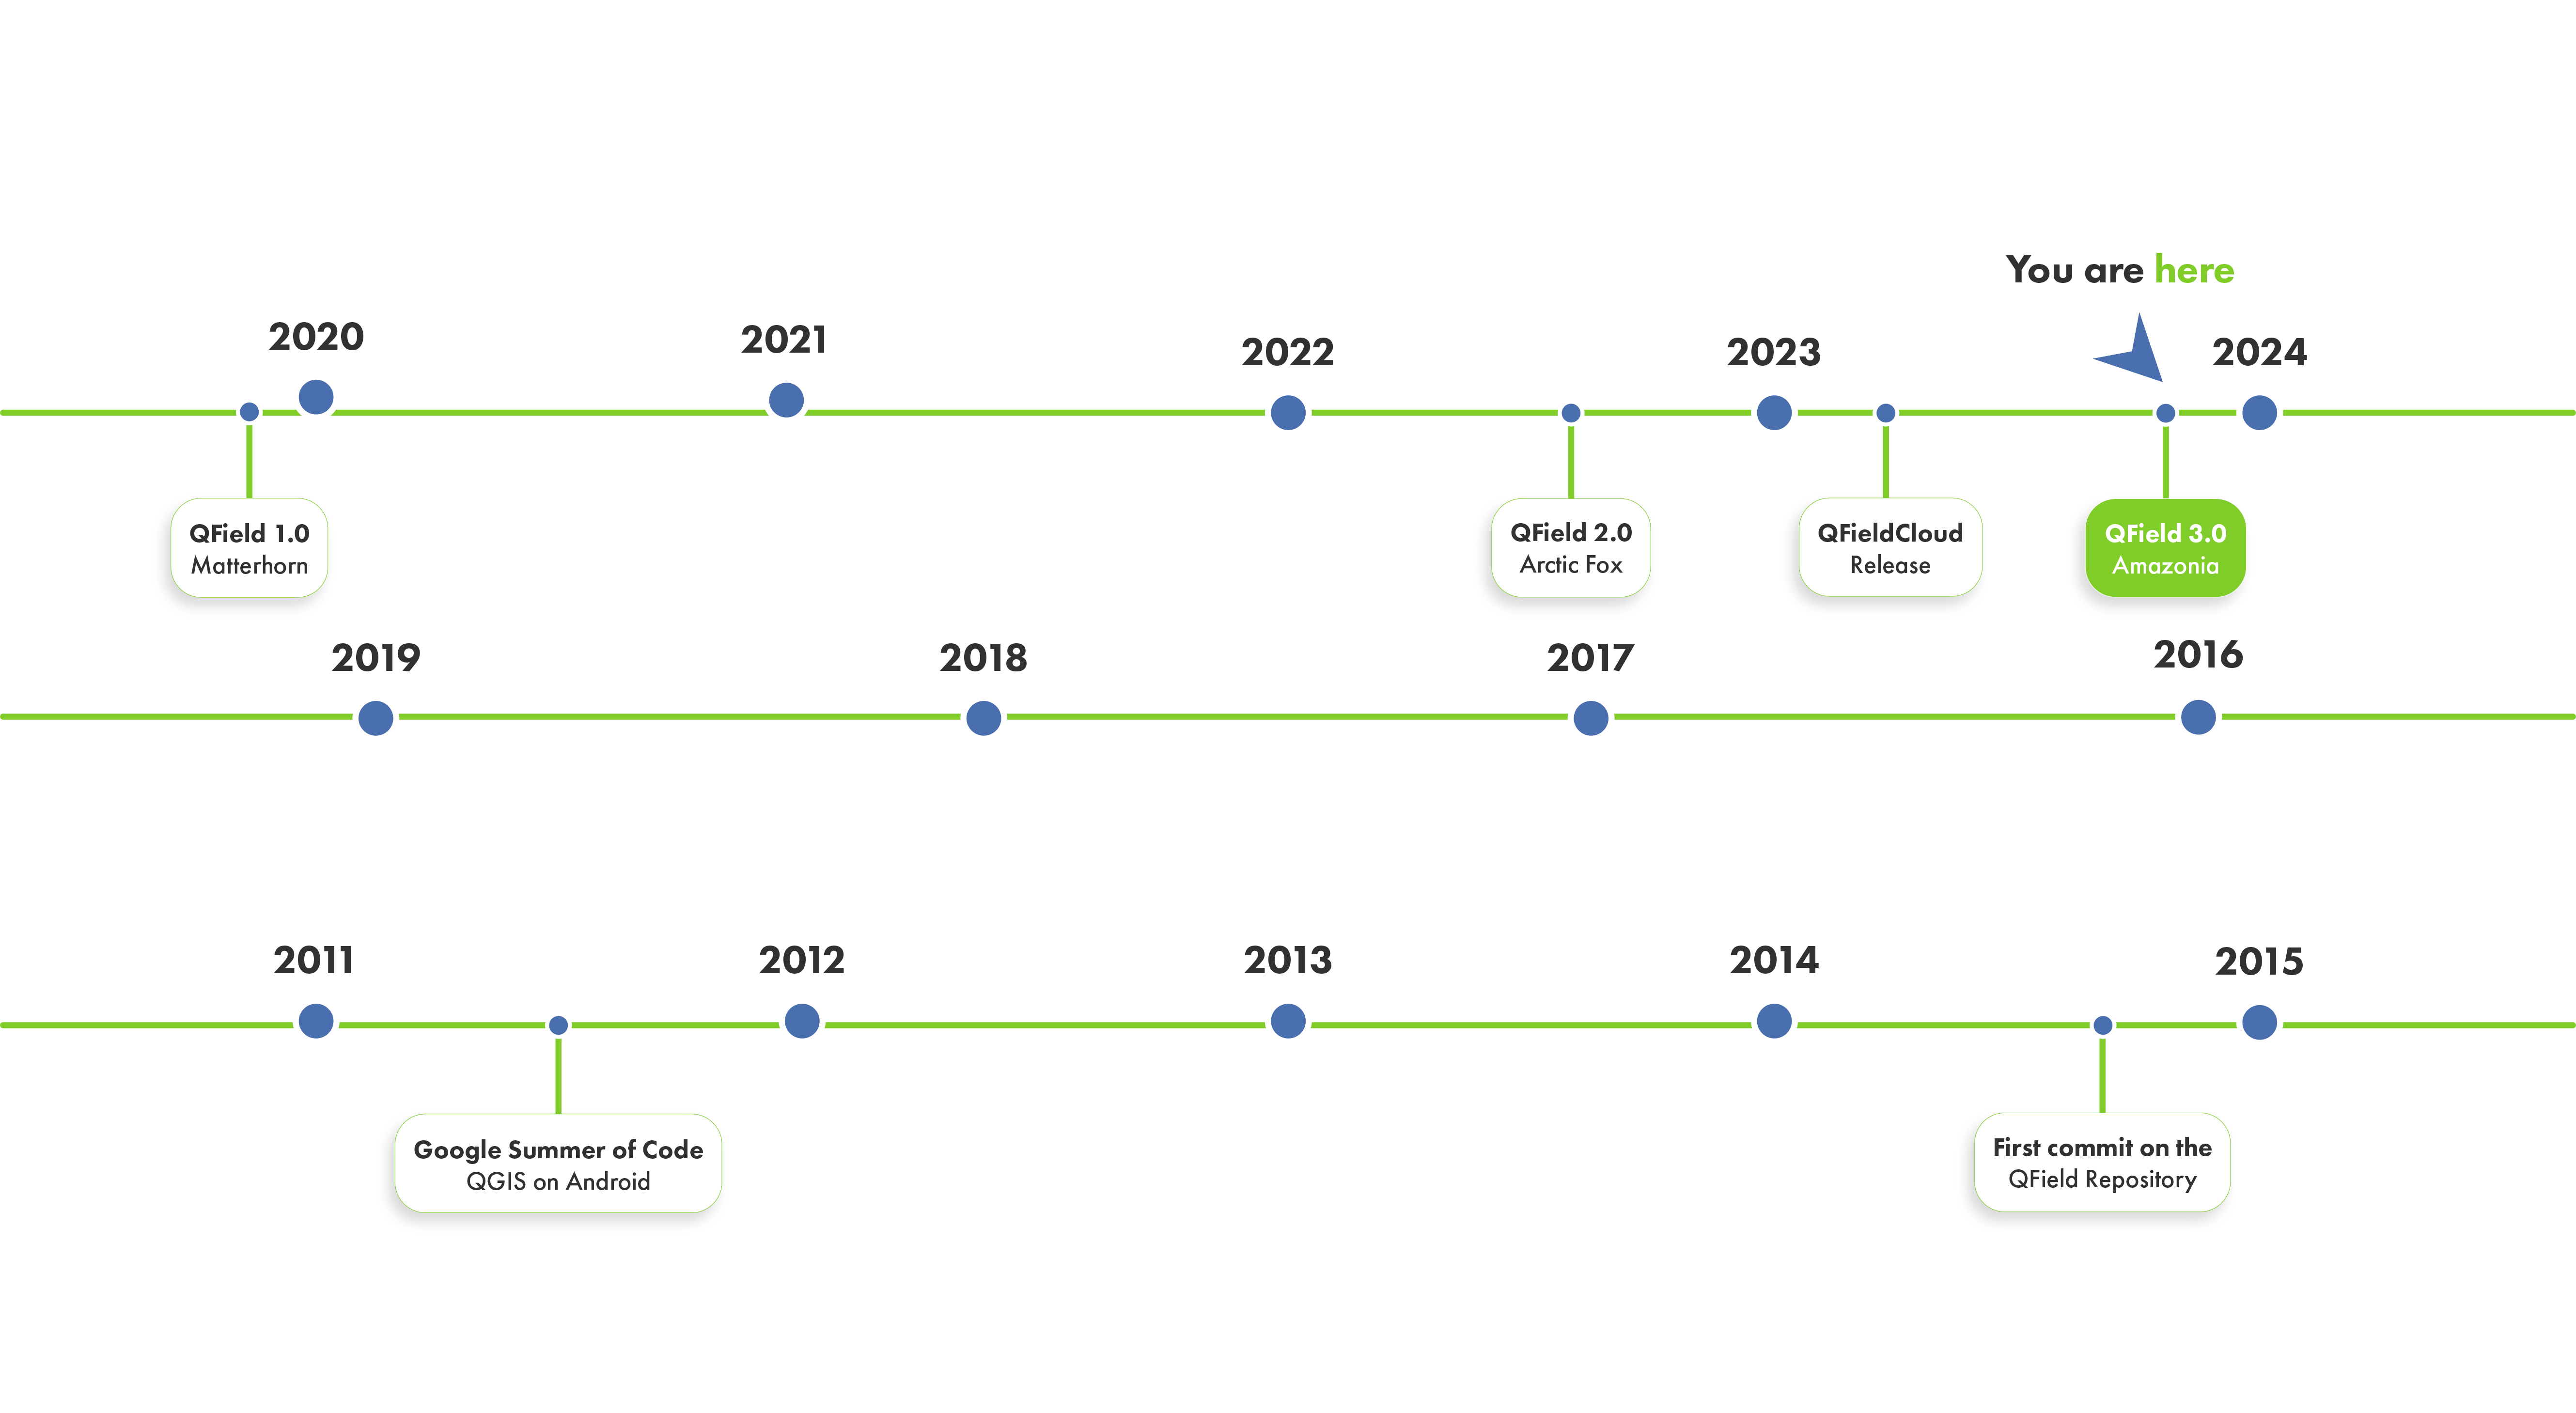 You are here
2020
2021
2022
2023
2024
QField 1.0
Matterhorn
QField 2.0
Arctic Fox
QFieldCloud
Release
QField 3.0
Amazonia
2019
2018
2017
2016
2011
2012
2013
2014
2015
Google Summer of Code
QGIS on Android
First commit on the
QField Repository